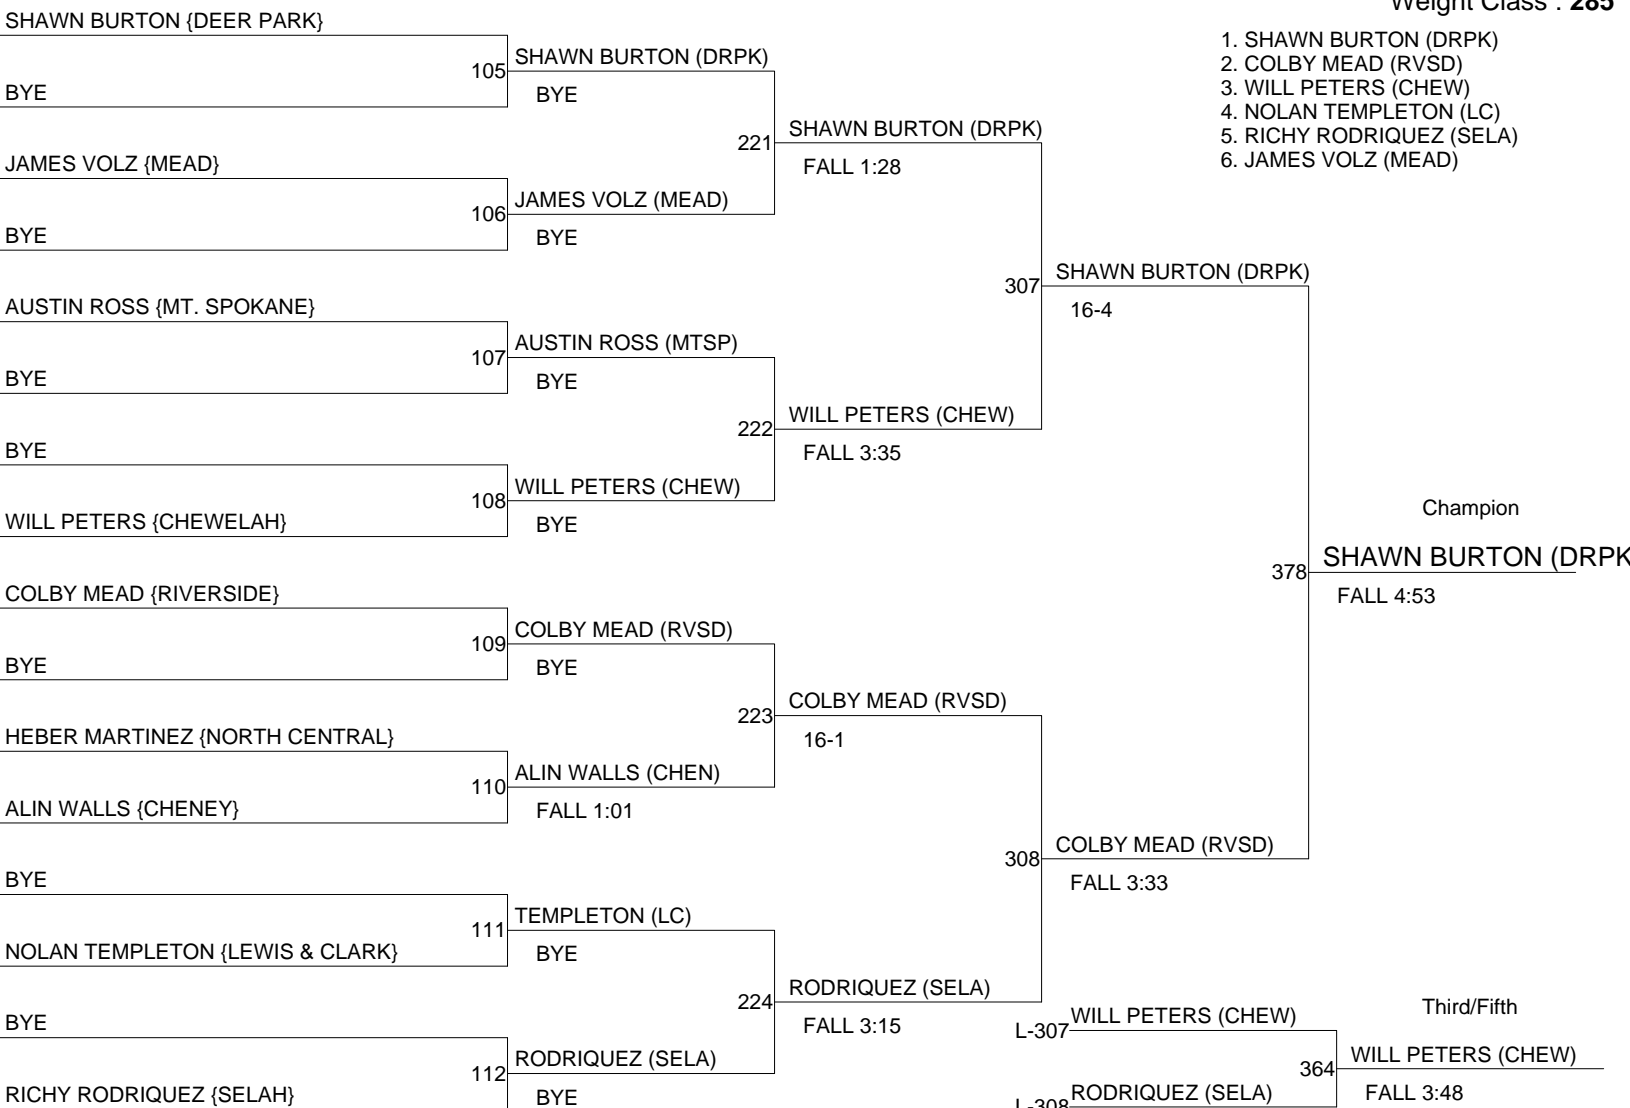 Weight Class : 285
1. SHAWN BURTON (DRPK)
2. COLBY MEAD (RVSD)
3. WILL PETERS (CHEW)
4. NOLAN TEMPLETON (LC)
5. RICHY RODRIQUEZ (SELA)
6. JAMES VOLZ (MEAD)
SHAWN BURTON {DEER PARK}
BYE
JAMES VOLZ {MEAD}
BYE
AUSTIN ROSS {MT. SPOKANE}
BYE
BYE
WILL PETERS {CHEWELAH}
COLBY MEAD {RIVERSIDE}
BYE
HEBER MARTINEZ {NORTH CENTRAL}
ALIN WALLS {CHENEY}
BYE
NOLAN TEMPLETON {LEWIS & CLARK}
BYE
RICHY RODRIQUEZ {SELAH}
105 SHAWN BURTON (DRPK)
BYE
106 JAMES VOLZ (MEAD)
BYE
107 AUSTIN ROSS (MTSP)
BYE
108 WILL PETERS (CHEW)
BYE
109 COLBY MEAD (RVSD)
BYE
110 ALIN WALLS (CHEN)
FALL 1:01
111 TEMPLETON (LC)
BYE
112 RODRIQUEZ (SELA)
BYE
221 SHAWN BURTON (DRPK)
FALL 1:28
222 WILL PETERS (CHEW)
FALL 3:35
223 COLBY MEAD (RVSD)
16-1
224 RODRIQUEZ (SELA)
FALL 3:15
307 SHAWN BURTON (DRPK)
16-4
308 COLBY MEAD (RVSD)
FALL 3:33
Champion
378 SHAWN BURTON (DRPK
FALL 4:53
Third/Fifth
L-307 WILL PETERS (CHEW)
L-308 RODRIQUEZ (SELA)
364 WILL PETERS (CHEW)
FALL 3:48